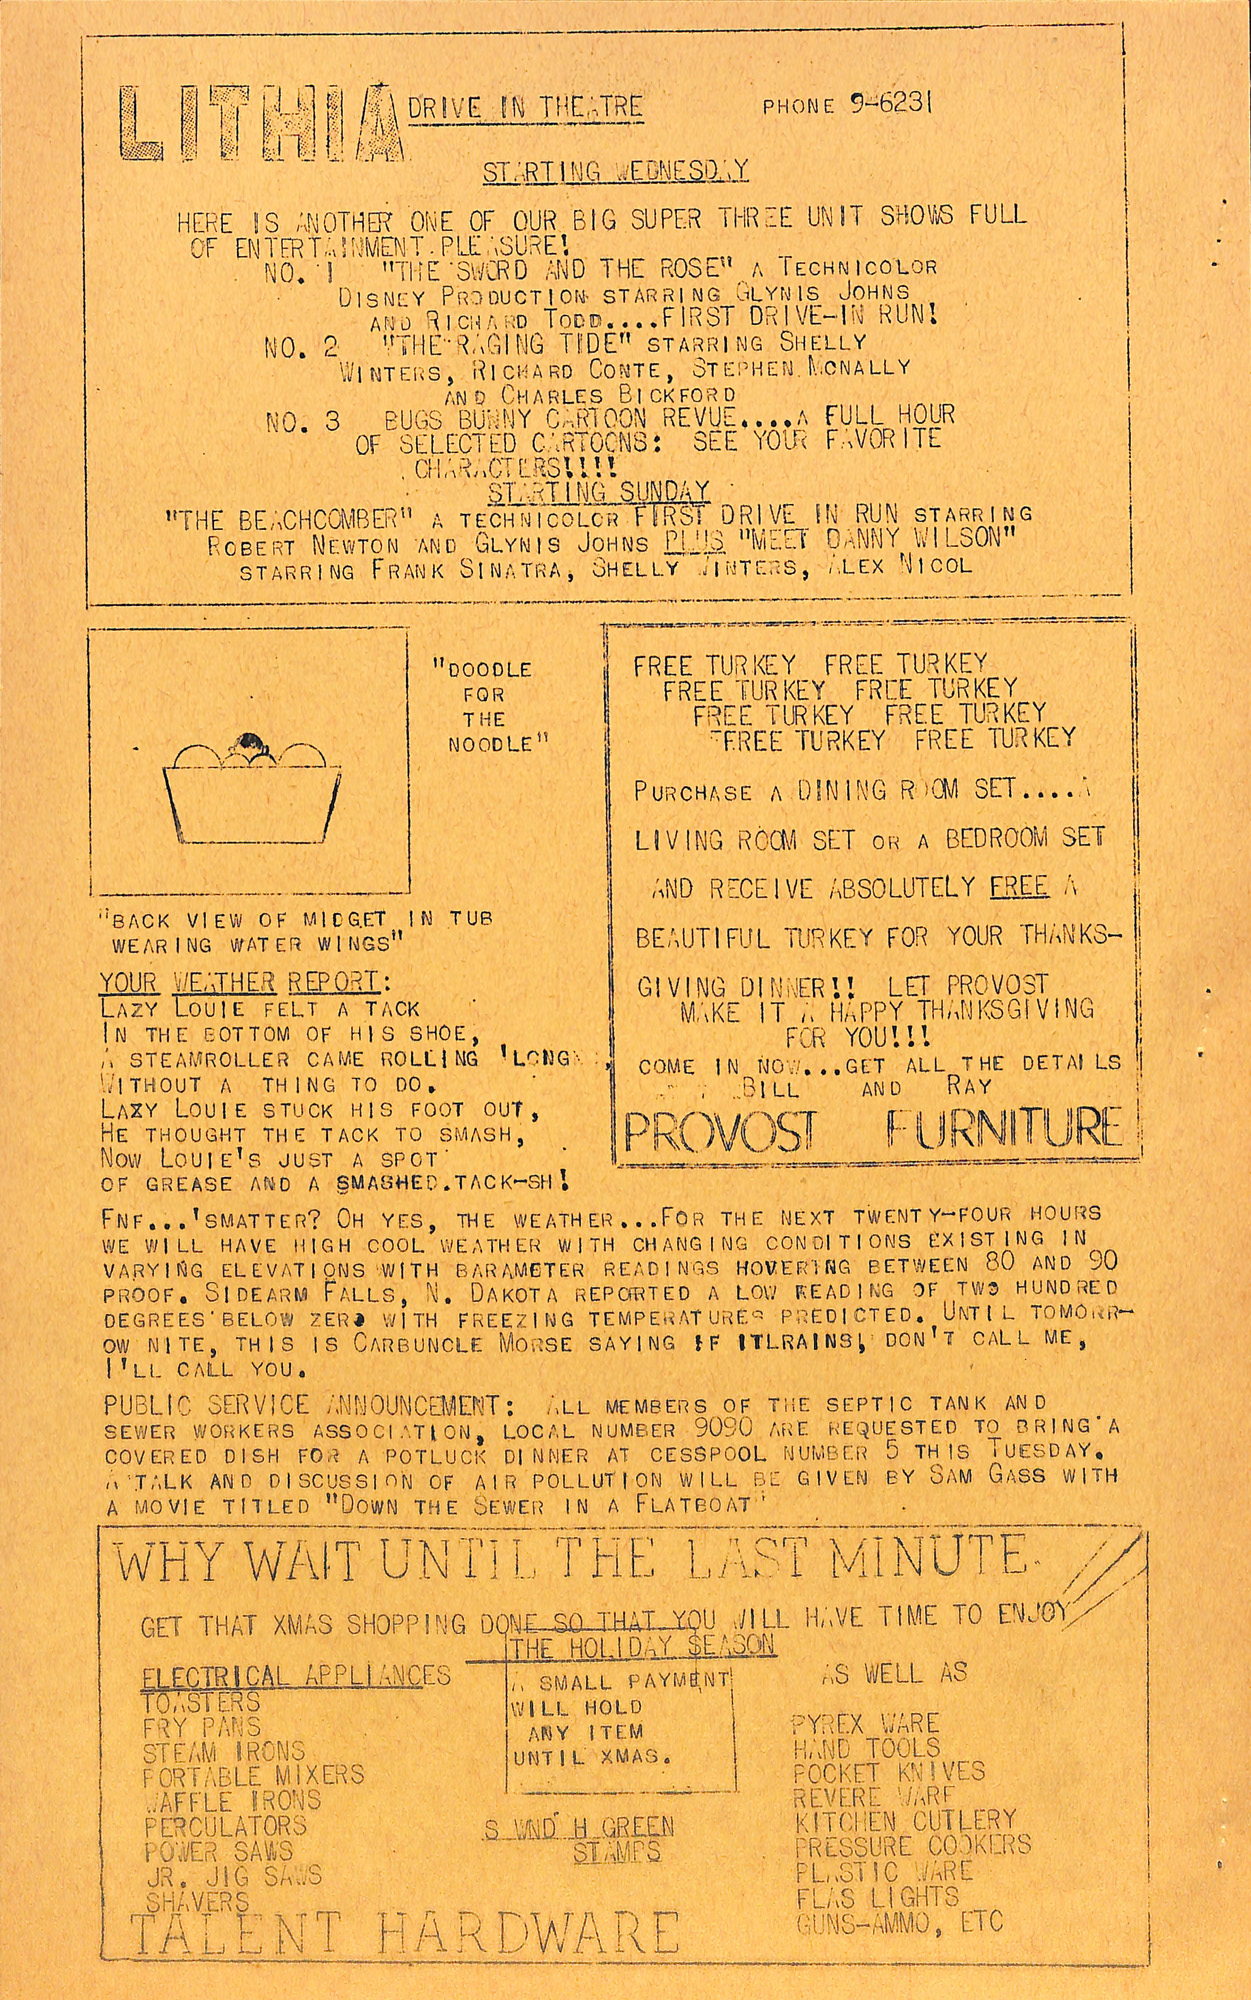 LITHIA DRIVE IN THEATRE PHONE 9-6231
STARTING WEDNESDAY
HERE IS ANOTHER ONE OF OUR BIG SUPER THREE UNIT SHOWS FULL
OF ENTERTAINMENT PLEASURE!
NO. 1 "THE SWORD AND THE ROSE" A TECHNICOLOR
DISNEY PRODUCTION STARRING GLYNIS JOHNS
AND RICHARD TODD....FIRST DRIVE-IN RUN!
NO. 2 "THE RAGING TIDE" STARRING SHELLY
WINTERS, RICHARD CONTE, STEPHEN MCNALLY
AND CHARLES BICKFORD
NO. 3 BUGS BUNNY CARTOON REVUE....A FULL HOUR
OF SELECTED CARTOONS: SEE YOUR FAVORITE
CHARACTERS!!!!
STARTING SUNDAY
"THE BEACHCOMBER" A TECHNICOLOR FIRST DRIVE IN RUN STARRING
ROBERT NEWTON AND GLYNIS JOHNS PLUS "MEET DANNY WILSON"
STARRING FRANK SINATRA, SHELLY WINTERS, ALEX NICOL
"DOODLE
FOR
THE
NOODLE"
"BACK VIEW OF MIDGET IN TUB
WEARING WATER WINGS"
YOUR WEATHER REPORT:
LAZY LOUIE FELT A TACK
IN THE BOTTOM OF HIS SHOE,
A STEAMROLLER CAME ROLLING 'LONG
WITHOUT A THING TO DO.
LAZY LOUIE STUCK HIS FOOT OUT,
HE THOUGHT THE TACK TO SMASH,
NOW LOUIE'S JUST A SPOT
OF GREASE AND A SMASHED.TACK-SH!
FREE TURKEY FREE TURKEY
FREE TURKEY FREE TURKEY
FREE TURKEY FREE TURKEY
FREE TURKEY FREE TURKEY
PURCHASE A DINING ROOM SET....A
LIVING ROOM SET OR A BEDROOM SET
AND RECEIVE ABSOLUTELY FREE A
BEAUTIFUL TURKEY FOR YOUR THANKS-
GIVING DINNER!! LET PROVOST
MAKE IT A HAPPY THANKSGIVING
FOR YOU!!!
COME IN NOW...GET ALL THE DETAILS
BILL AND RAY
PROVOST FURNITURE
FNF...'SMATTER? OH YES, THE WEATHER...FOR THE NEXT TWENTY-FOUR HOURS
WE WILL HAVE HIGH COOL WEATHER WITH CHANGING CONDITIONS EXISTING IN
VARYING ELEVATIONS WITH BARAMETER READINGS HOVERING BETWEEN 80 AND 90
PROOF. SIDEARM FALLS, N. DAKOTA REPORTED A LOW READING OF TWO HUNDRED
DEGREES BELOW ZERO WITH FREEZING TEMPERATURES PREDICTED. UNTIL TOMORR-
OW NITE, THIS IS CARBUNCLE MORSE SAYING IF ITLRAINS, DON'T CALL ME,
I'LL CALL YOU.
PUBLIC SERVICE ANNOUNCEMENT: ALL MEMBERS OF THE SEPTIC TANK AND
SEWER WORKERS ASSOCIATION, LOCAL NUMBER 9090 ARE REQUESTED TO BRING A
COVERED DISH FOR A POTLUCK DINNER AT CESSPOOL NUMBER 5 THIS TUESDAY.
A TALK AND DISCUSSION OF AIR POLLUTION WILL BE GIVEN BY SAM GASS WITH
A MOVIE TITLED "DOWN THE SEWER IN A FLATBOAT"
WHY WAIT UNTIL THE LAST MINUTE
GET THAT XMAS SHOPPING DONE SO THAT YOU WILL HAVE TIME TO ENJOY
THE HOLIDAY SEASON
ELECTRICAL APPLIANCES
TOASTERS
FRY PANS
STEAM IRONS
PORTABLE MIXERS
WAFFLE IRONS
PERCULATORS
POWER SAWS
JR. JIG SAWS
SHAVERS
A SMALL PAYMENT
WILL HOLD
ANY ITEM
UNTIL XMAS.
S AND H GREEN
STAMPS
AS WELL AS
PYREX WARE
HAND TOOLS
POCKET KNIVES
REVERE WARE
KITCHEN CUTLERY
PRESSURE COOKERS
PLASTIC WARE
FLAS LIGHTS
GUNS-AMMO, ETC
TALENT HARDWARE